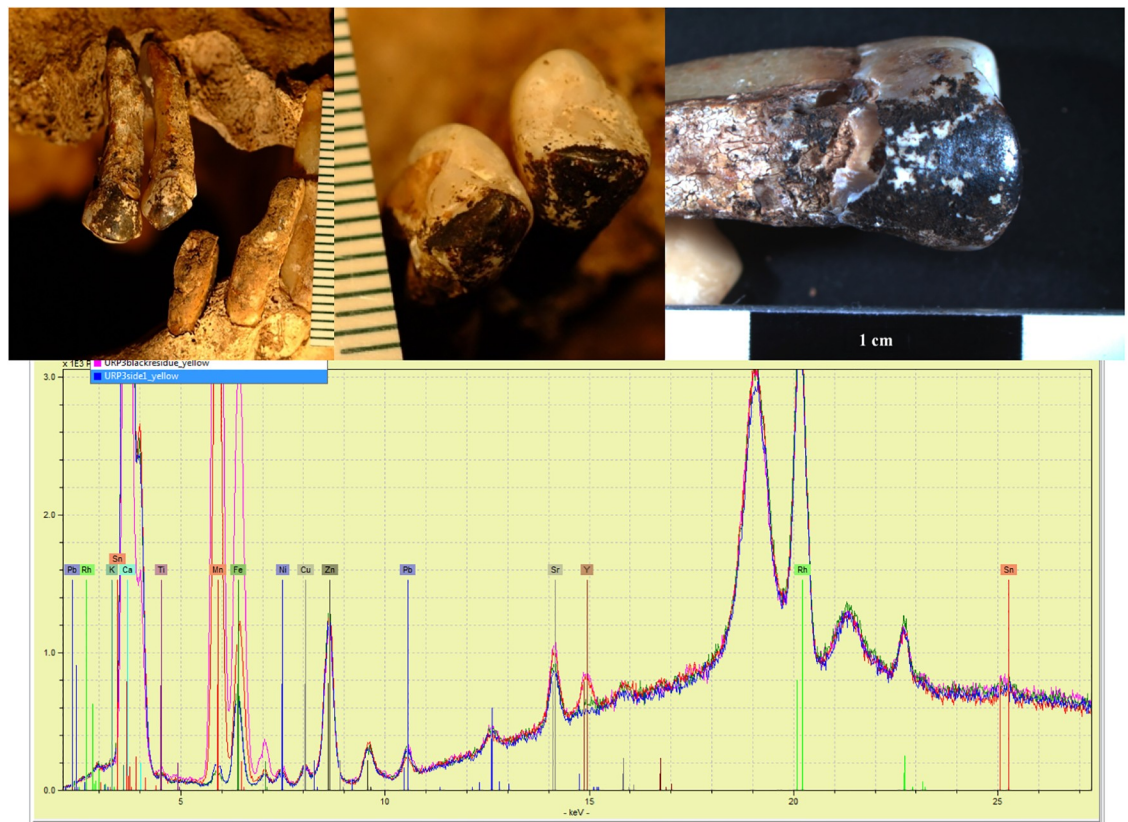 1 cm
x 1E3 P
URP3blackresidue_yellow
URP3side1_yellow
3.0
2.0
1.0
0.0
Sn
Pb Rh K Ca Ti Mn Fe Ni Cu Zn Pb Sr Y Rh Sn
5 10 15 20 25
- keV -